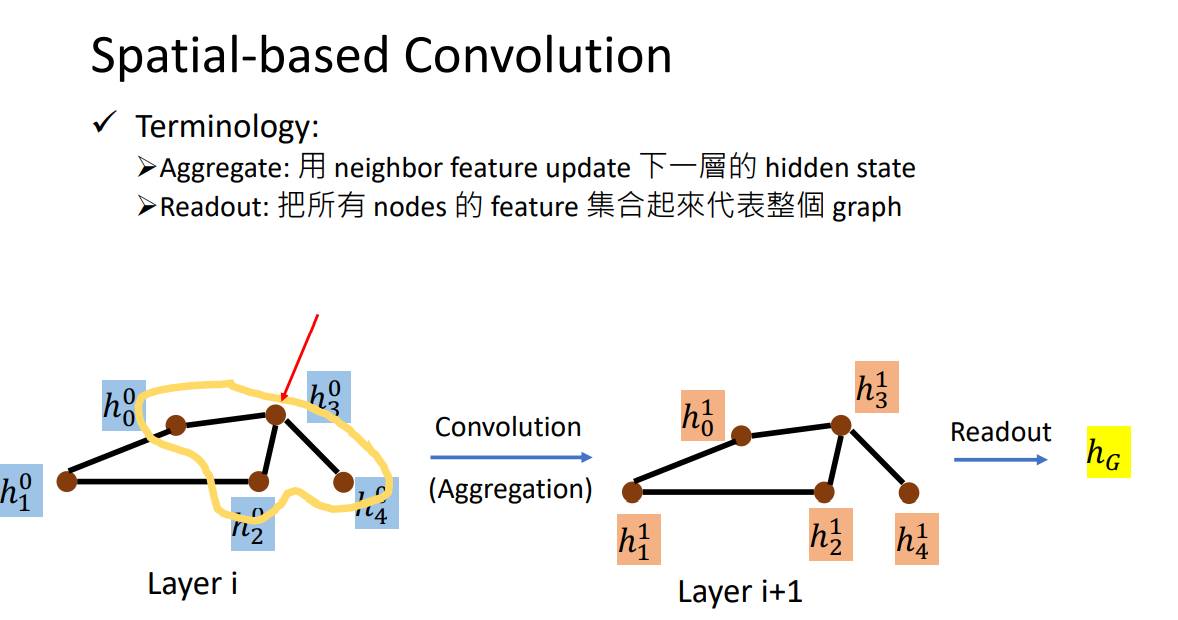 Spatial-based Convolution
✓ Terminology:
➢Aggregate: 用 neighbor feature update 下一層的 hidden state
➢Readout: 把所有 nodes 的 feature 集合起來代表整個 graph
h_0^0
h_3^0
h_1^0
h_2^0
h_4^0
Layer i
Convolution
(Aggregation)
h_0^1
h_3^1
h_1^1
h_2^1
h_4^1
Layer i+1
Readout
h_G